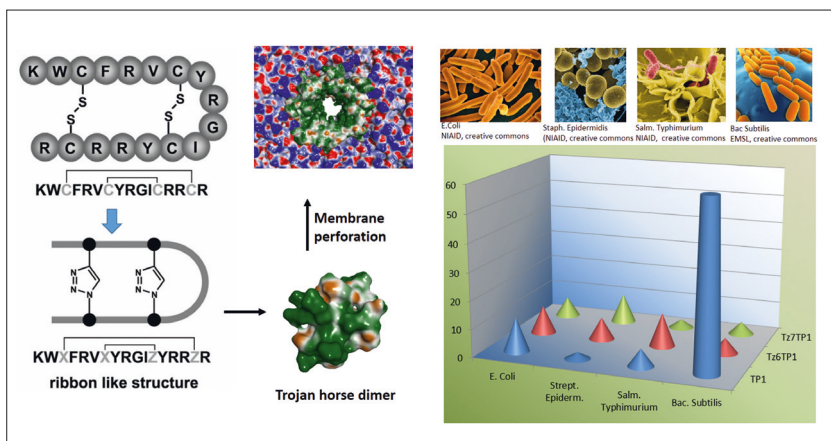 K W C F R V C Y
R
G
S S
S S
R C R R Y C I
KWCFRVCYRGICRRCR
N N
N
N N
N
KWXFRVXYRGIZYRRZR
ribbon like structure
Membrane
perforation
Trojan horse dimer
E.Coli
NIAID, creative commons
Staph. Epidermidis
(NIAID, creative commons
Salm. Typhimurium
NIAID, creative commons
Bac Subtilis
EMSL, creative commons
60
50
40
30
20
10
0
E. Coli
Strept.
Epiderm.
Salm.
Typhimurium
Bac. Subtilis
TP1
Tz6TP1
Tz7TP1